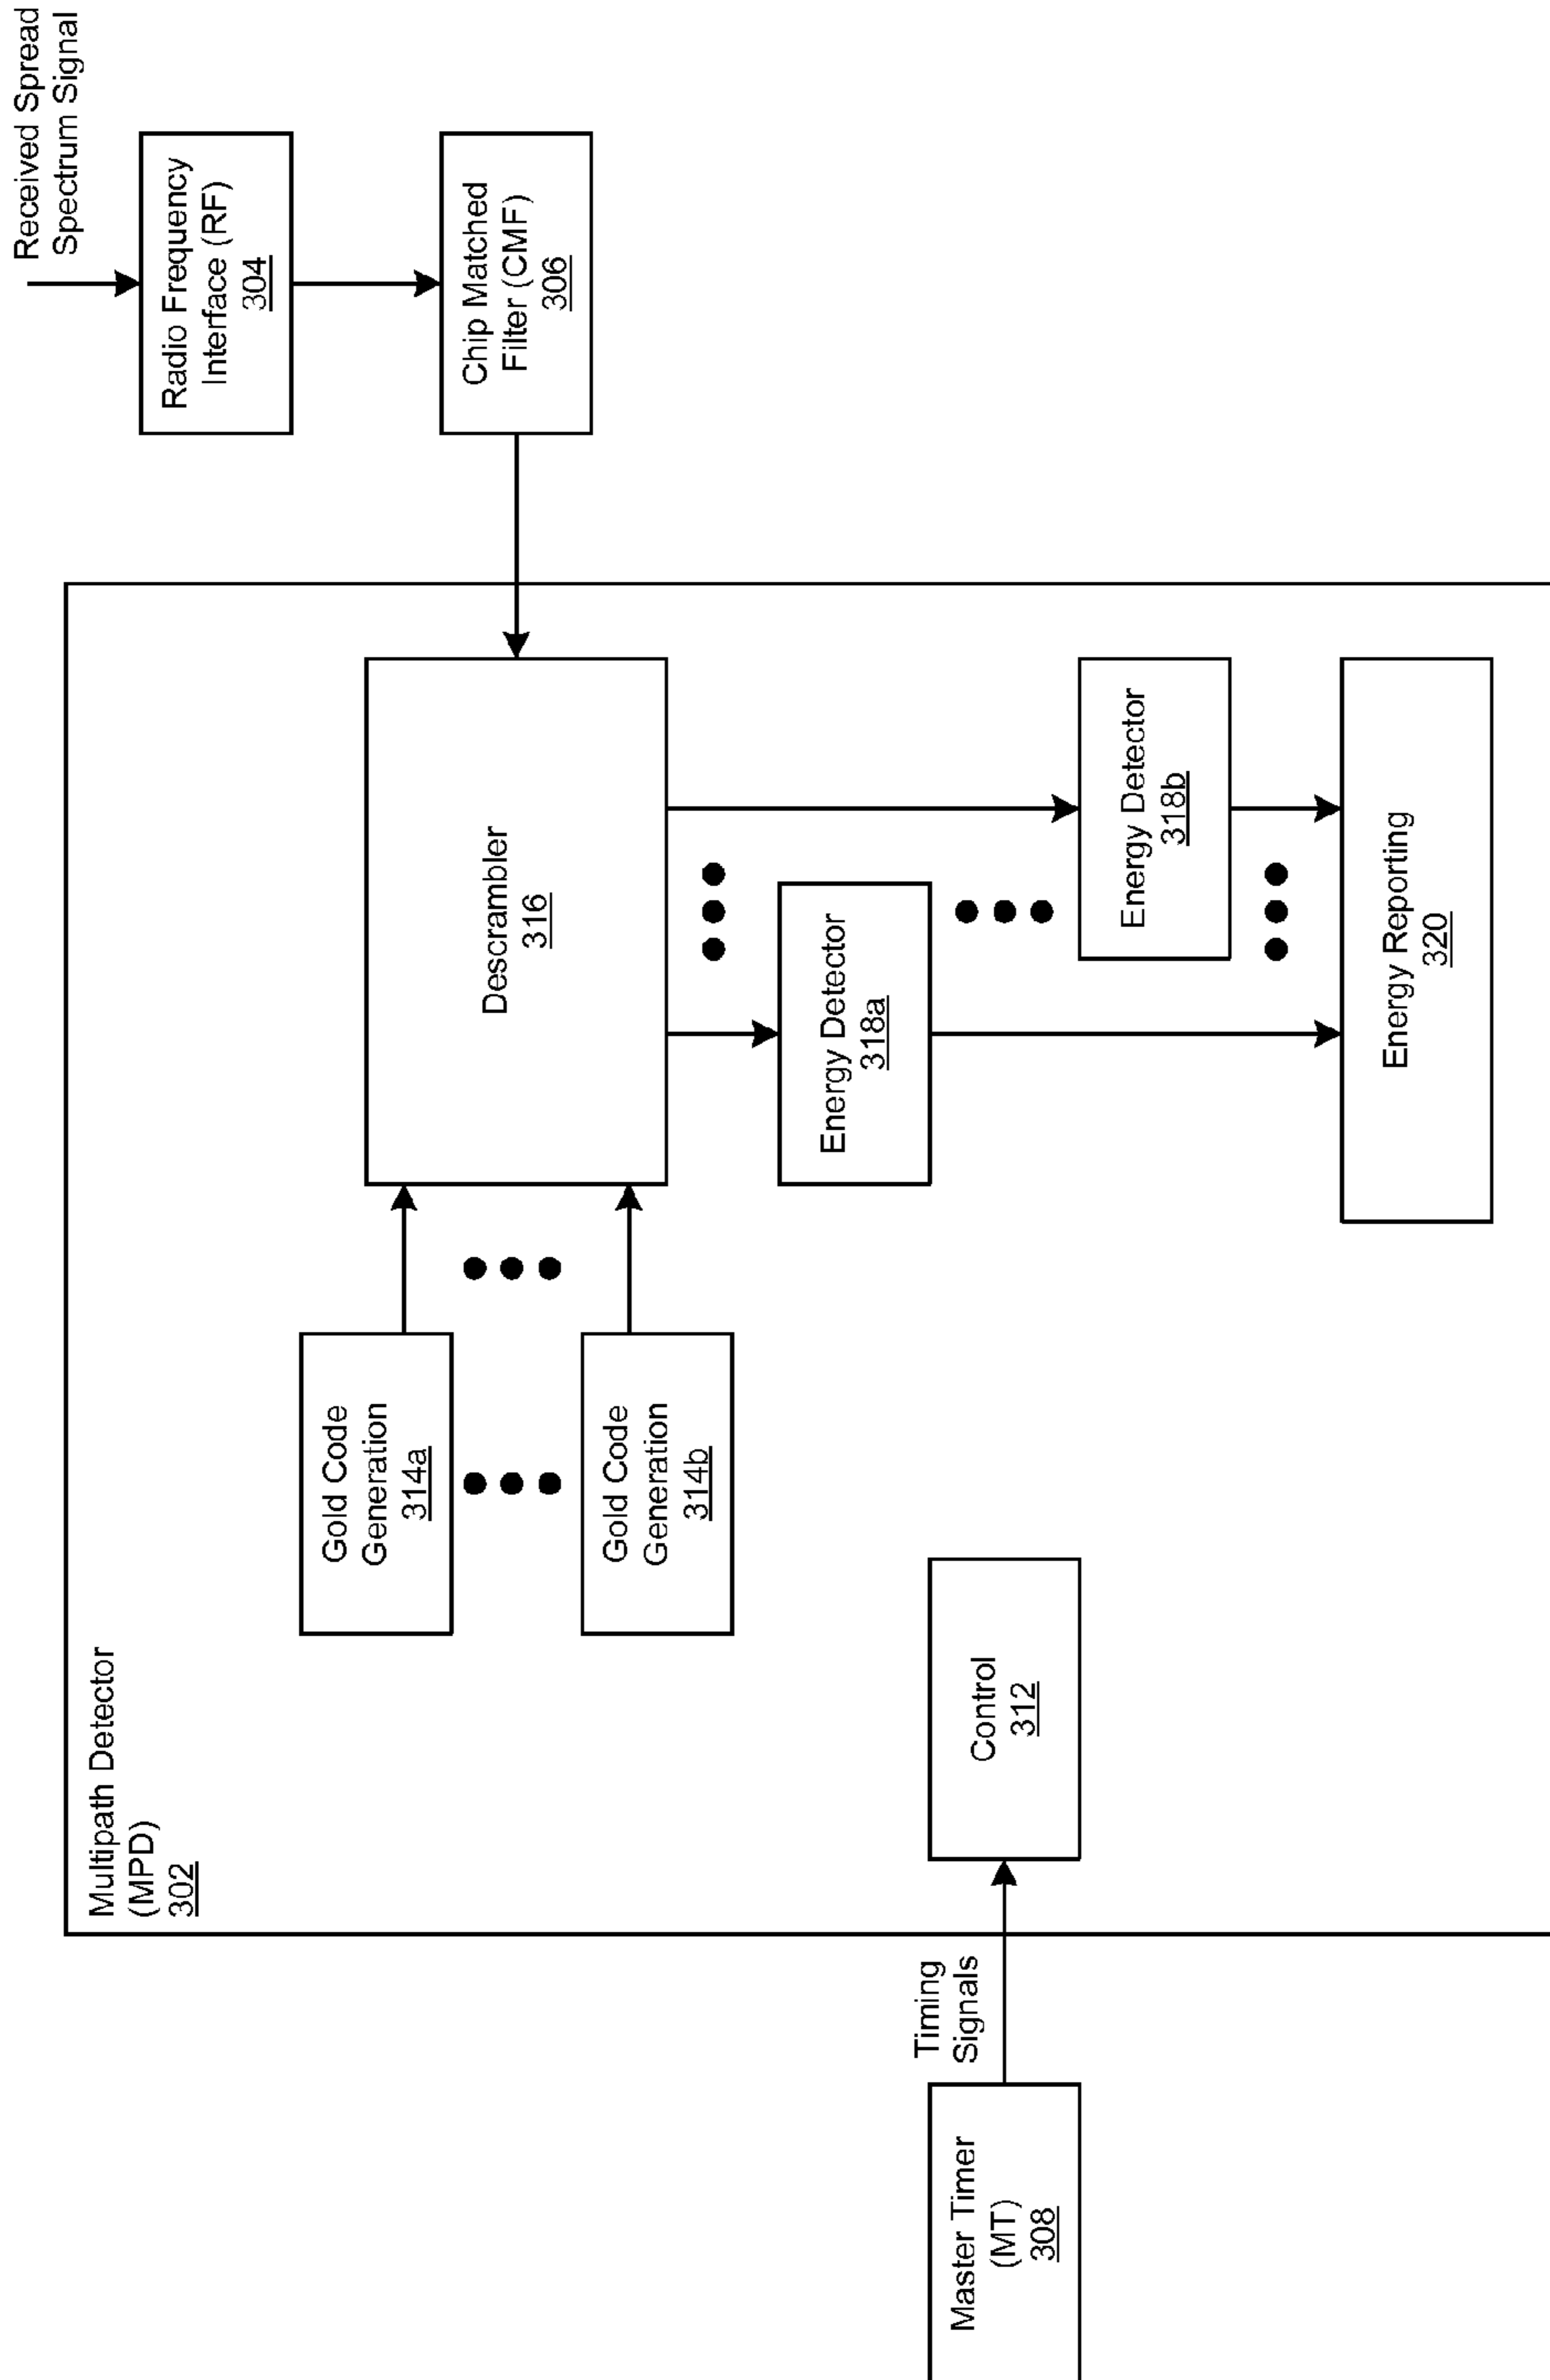 Received Spread
Spectrum Signal
Radio Frequency
Interface (RF)
304
Chip Matched
Filter (CMF)
306
Multipath Detector
(MPD)
302
Gold Code
Generation
314a
Gold Code
Generation
314b
Descrambler
316
Energy Detector
318a
Energy Detector
318b
Energy Reporting
320
Control
312
Timing
Signals
Master Timer
(MT)
308